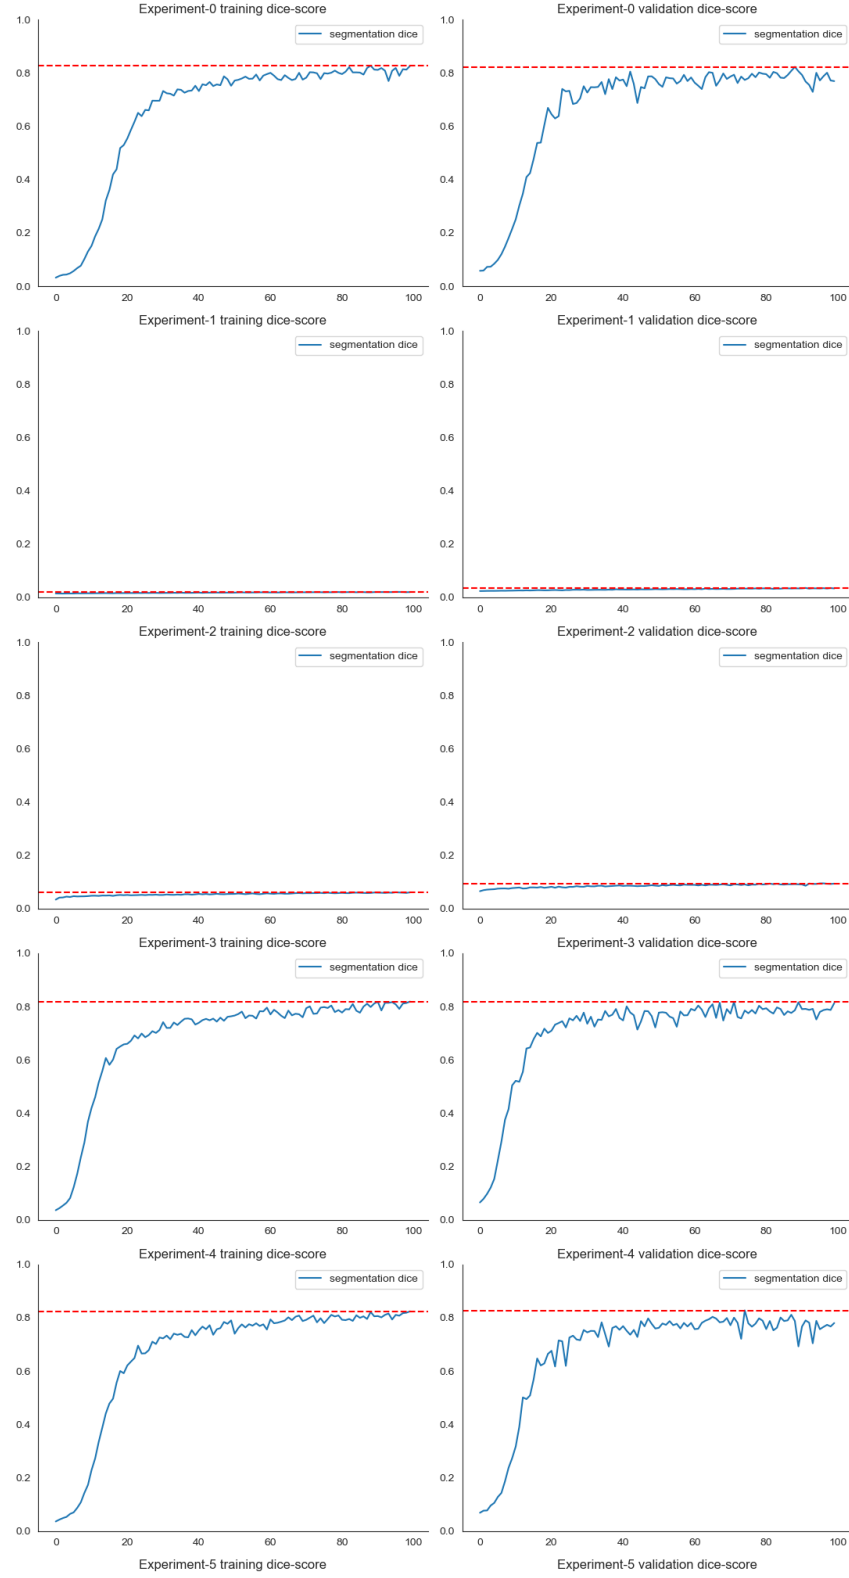 Experiment-0 training dice-score
Experiment-0 validation dice-score
1.0
segmentation dice
1.0
segmentation dice
0.8
0.8
0.6
0.6
0.4
0.4
0.2
0.2
0.0
0.0
0 20 40 60 80 100
0 20 40 60 80 100
Experiment-1 training dice-score
Experiment-1 validation dice-score
1.0
segmentation dice
1.0
segmentation dice
0.8
0.8
0.6
0.6
0.4
0.4
0.2
0.2
0.0
0.0
0 20 40 60 80 100
0 20 40 60 80 100
Experiment-2 training dice-score
Experiment-2 validation dice-score
1.0
segmentation dice
1.0
segmentation dice
0.8
0.8
0.6
0.6
0.4
0.4
0.2
0.2
0.0
0.0
0 20 40 60 80 100
0 20 40 60 80 100
Experiment-3 training dice-score
Experiment-3 validation dice-score
1.0
segmentation dice
1.0
segmentation dice
0.8
0.8
0.6
0.6
0.4
0.4
0.2
0.2
0.0
0.0
0 20 40 60 80 100
0 20 40 60 80 100
Experiment-4 training dice-score
Experiment-4 validation dice-score
1.0
segmentation dice
1.0
segmentation dice
0.8
0.8
0.6
0.6
0.4
0.4
0.2
0.2
0.0
0.0
0 20 40 60 80 100
0 20 40 60 80 100
Experiment-5 training dice-score
Experiment-5 validation dice-score